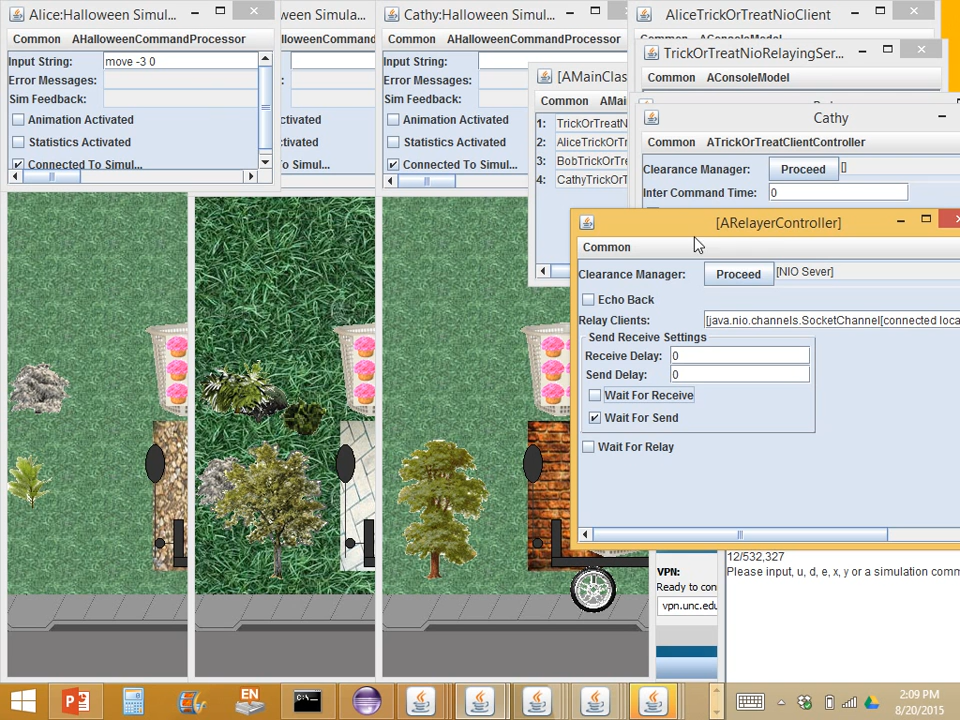 Alice:Halloween Simul...
Common AHalloweenCommandProcessor
Input String: move -3 0
Error Messages:
Sim Feedback:
Animation Activated
Statistics Activated
Connected To Simul...
n Simula...
lloweenComman
ctivated
tivated
Simul...
Cathy:Halloween Simul...
Common AHalloweenCommandProcessor
Input String:
Error Messages:
Sim Feedback:
Animation Activated
Statistics Activated
Connected To Simul...
[AMainClas
Common AMai
1: TrickOrTreatN
2: AliceTrickOrTr
3: BobTrickOrTre
4: CathyTrickOrT
AliceTrickOrTreatNioClient
TrickOrTreatNioRelayingSer...
Common AConsoleModel
Cathy
Common ATrickOrTreatClientController
Clearance Manager: Proceed []
Inter Command Time: 0
[ARelayerController]
Common
Clearance Manager: Proceed [NIO Sever]
Echo Back
Relay Clients: [java.nio.channels.SocketChannel[connected loca
Send Receive Settings
Receive Delay: 0
Send Delay: 0
Wait For Receive
Wait For Send
Wait For Relay
12/532,327
Please input, u, d, e, x, y or a simulation comm
VPN:
Ready to con
vpn.unc.edu
EN
2:09 PM
8/20/2015